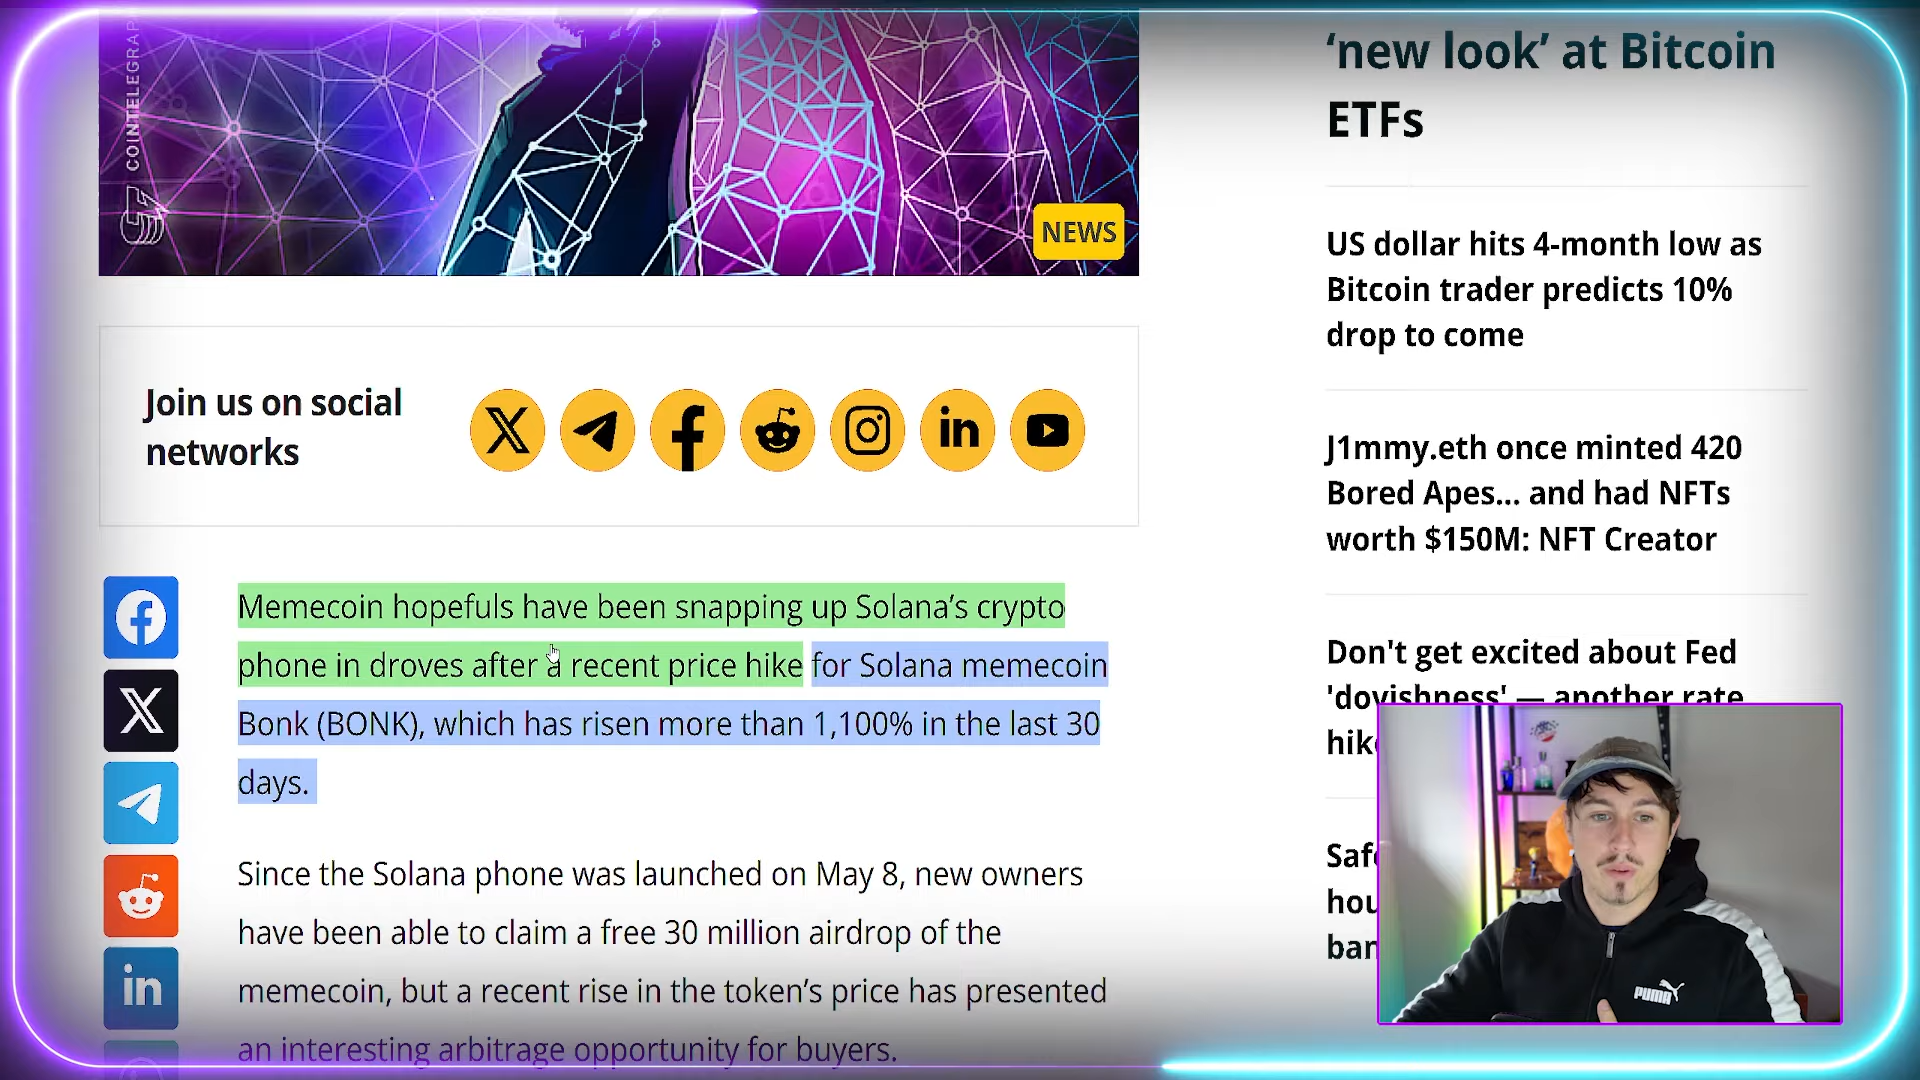 COINTELEGRAP
NEWS
Join us on social
networks
Memecoin hopefuls have been snapping up Solana’s crypto
phone in droves after a recent price hike for Solana memecoin
Bonk (BONK), which has risen more than 1,100% in the last 30
days.
Since the Solana phone was launched on May 8, new owners
have been able to claim a free 30 million airdrop of the
memecoin, but a recent rise in the token’s price has presented
an interesting arbitrage opportunity for buyers.
‘new look’ at Bitcoin
ETFs
US dollar hits 4-month low as
Bitcoin trader predicts 10%
drop to come
J1mmy.eth once minted 420
Bored Apes... and had NFTs
worth $150M: NFT Creator
Don't get excited about Fed
'dovishness' — another rate
PUMA